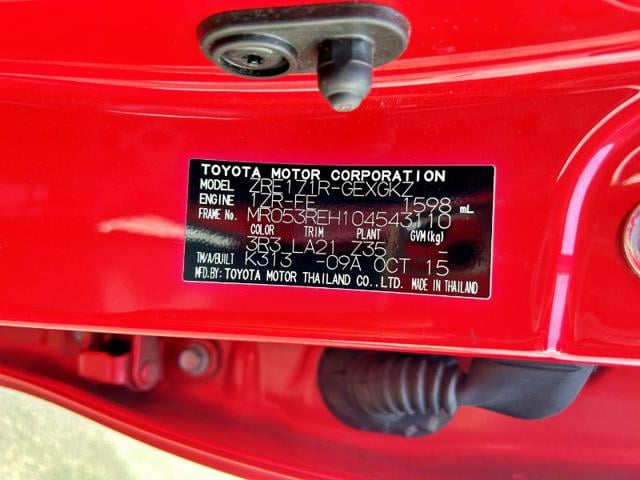 TOYOTA MOTOR CORPORATION
MODEL ZRE171R-GEXGKZ
ENGINE 1ZR-FE 1598 mL
FRAME No. MR053REH104543110
COLOR TRIM PLANT GVM(kg)
3R3 LA21 Z35 –
T/A/BUILT K313 -09A OCT 15
MFD.BY: TOYOTA MOTOR THAILAND CO.,LTD. MADE IN THAILAND